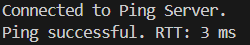 Connected to Ping Server.
Ping successful. RTT: 3 ms